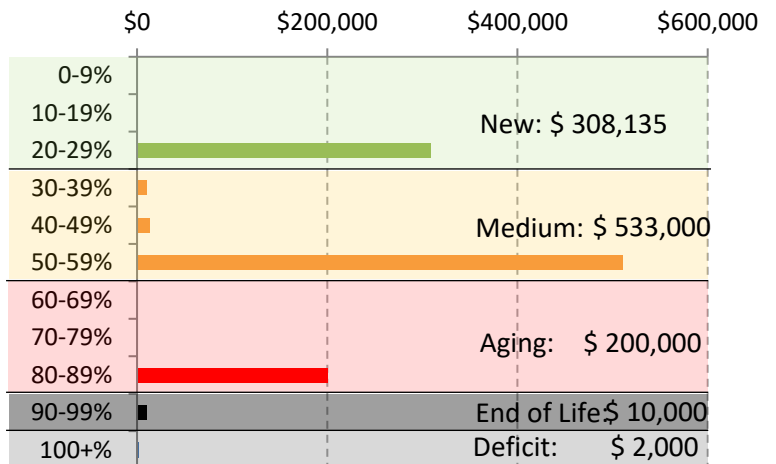 $0 $200,000 $400,000 $600,000
0-9%
10-19%
New: $ 308,135
20-29%
30-39%
40-49%
Medium: $ 533,000
50-59%
60-69%
70-79%
Aging: $ 200,000
80-89%
90-99% End of Life: $ 10,000
100+% Deficit: $ 2,000